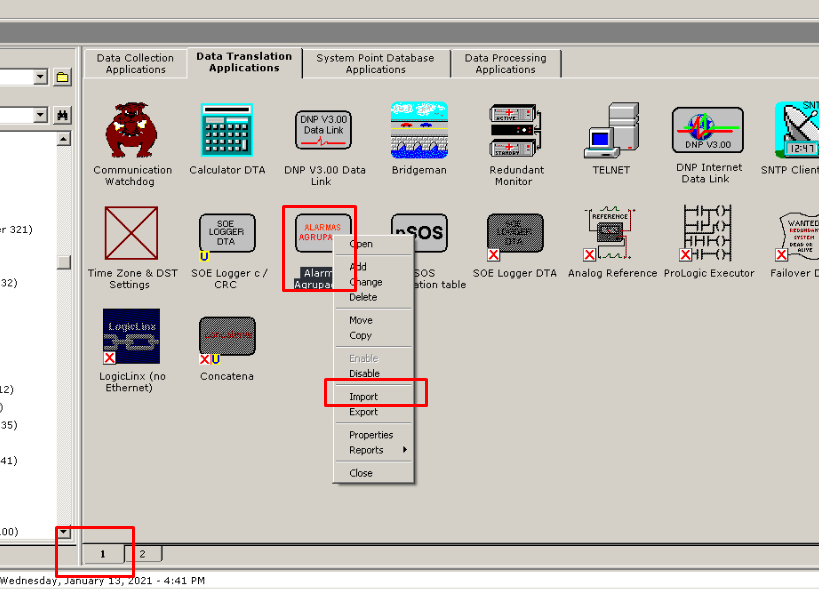 Data Collection
Applications
Data Translation
Applications
System Point Database
Applications
Data Processing
Applications
DNP V3.00
Data Link
ACTIVE
STANDBY
DNP V3.00
SNT
12:47
Communication
Watchdog
Calculator DTA
DNP V3.00 Data
Link
Bridgeman
Redundant
Monitor
TELNET
DNP Internet
Data Link
SNTP Client
r 321)
SOE
LOGGER
DTA
U
ALARMAS
AGRUPA
pSOS
SOE
LOGGER
DTA
X
REFERENCE
X
X
WANTED
REDUNDANT
SYSTEM
DEAD OR
ALIVE
X
Time Zone & DST
Settings
SOE Logger c /
CRC
Alarm
Agrupa
SOS
ation table
SOE Logger DTA
Analog Reference
ProLogic Executor
Failover D
32)
Open
Add
Change
Delete
Move
Copy
Enable
Disable
Import
Export
Properties
Reports
Close
LogicLinx
X
Concatena
X
U
LogicLinx (no
Ethernet)
Concatena
12)
)
35)
41)
.00)
1
2
Wednesday, January 13, 2021 - 4:41 PM